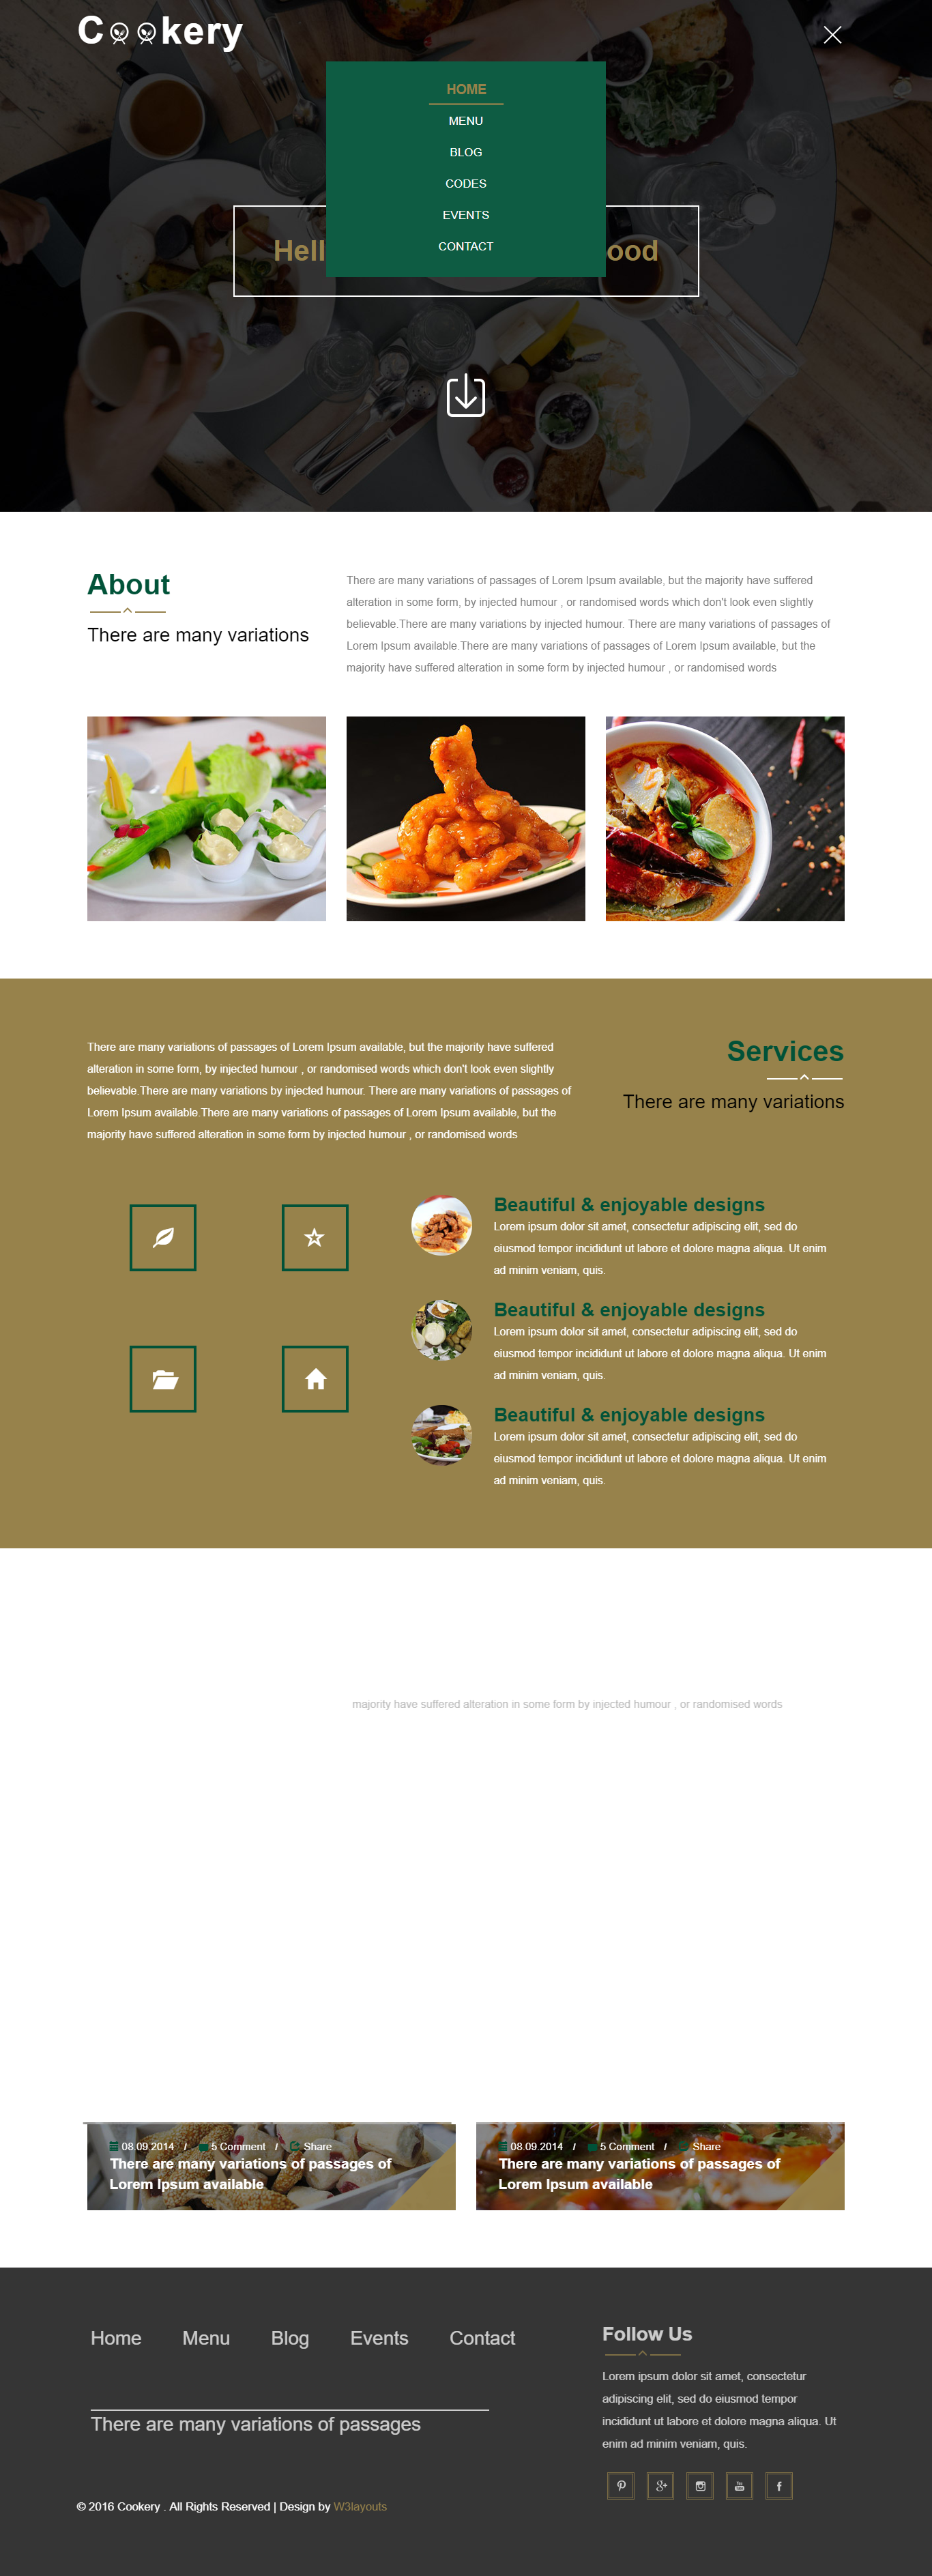 Cookery
HOME
MENU
BLOG
CODES
EVENTS
CONTACT
Hell ood
About
There are many variations
There are many variations of passages of Lorem Ipsum available, but the majority have suffered
alteration in some form, by injected humour , or randomised words which don't look even slightly
believable.There are many variations by injected humour. There are many variations of passages of
Lorem Ipsum available.There are many variations of passages of Lorem Ipsum available, but the
majority have suffered alteration in some form by injected humour , or randomised words
There are many variations of passages of Lorem Ipsum available, but the majority have suffered
alteration in some form, by injected humour , or randomised words which don't look even slightly
believable.There are many variations by injected humour. There are many variations of passages of
Lorem Ipsum available.There are many variations of passages of Lorem Ipsum available, but the
majority have suffered alteration in some form by injected humour , or randomised words
Services
There are many variations
Beautiful & enjoyable designs
Lorem ipsum dolor sit amet, consectetur adipiscing elit, sed do
eiusmod tempor incididunt ut labore et dolore magna aliqua. Ut enim
ad minim veniam, quis.
Beautiful & enjoyable designs
Lorem ipsum dolor sit amet, consectetur adipiscing elit, sed do
eiusmod tempor incididunt ut labore et dolore magna aliqua. Ut enim
ad minim veniam, quis.
Beautiful & enjoyable designs
Lorem ipsum dolor sit amet, consectetur adipiscing elit, sed do
eiusmod tempor incididunt ut labore et dolore magna aliqua. Ut enim
ad minim veniam, quis.
majority have suffered alteration in some form by injected humour , or randomised words
08.09.2014 / 5 Comment / Share
There are many variations of passages of
Lorem Ipsum available
08.09.2014 / 5 Comment / Share
There are many variations of passages of
Lorem Ipsum available
Home Menu Blog Events Contact
There are many variations of passages
© 2016 Cookery . All Rights Reserved | Design by W3layouts
Follow Us
Lorem ipsum dolor sit amet, consectetur
adipiscing elit, sed do eiusmod tempor
incididunt ut labore et dolore magna aliqua. Ut
enim ad minim veniam, quis.